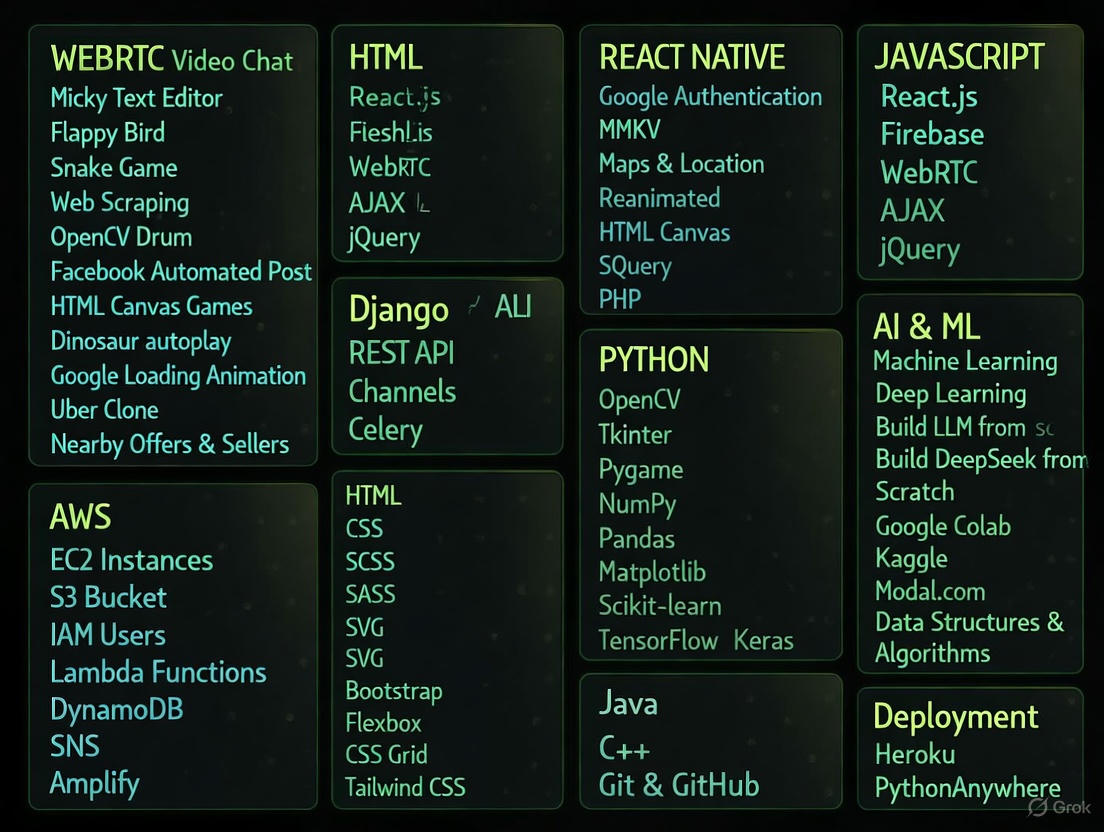 WEBRTC Video Chat
Micky Text Editor
Flappy Bird
Snake Game
Web Scraping
OpenCV Drum
Facebook Automated Post
HTML Canvas Games
Dinosaur autoplay
Google Loading Animation
Uber Clone
Nearby Offers & Sellers
AWS
EC2 Instances
S3 Bucket
IAM Users
Lambda Functions
DynamoDB
SNS
Amplify
HTML
React.js
WebRTC
AJAX
jQuery
Django ALI
REST API
Channels
Celery
HTML
CSS
SCSS
SASS
SVG
SVG
Bootstrap
Flexbox
CSS Grid
Tailwind CSS
REACT NATIVE
Google Authentication
MMKV
Maps & Location
Reanimated
HTML Canvas
SQuery
PHP
PYTHON
OpenCV
Tkinter
Pygame
NumPy
Pandas
Matplotlib
Scikit-learn
TensorFlow Keras
Java
C++
Git & GitHub
JAVASCRIPT
React.js
Firebase
WebRTC
AJAX
jQuery
AI & ML
Machine Learning
Deep Learning
Build LLM from sc
Build DeepSeek from
Scratch
Google Colab
Kaggle
Modal.com
Data Structures &
Algorithms
Deployment
Heroku
PythonAnywhere
Grok